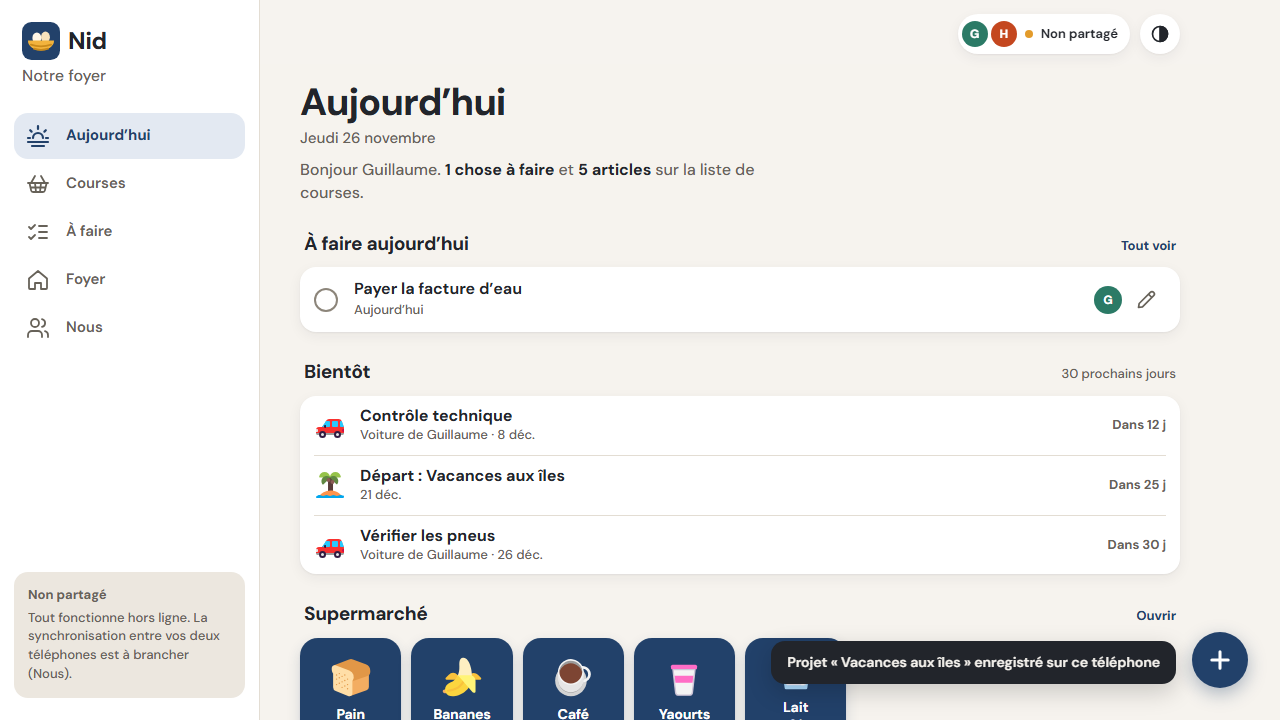 Nid
Notre foyer
Aujourd’hui
Courses
À faire
Foyer
Nous
Non partagé
Tout fonctionne hors ligne. La
synchronisation entre vos deux
téléphones est à brancher
(Nous).
G H Non partagé
Aujourd’hui
Jeudi 26 novembre
Bonjour Guillaume. 1 chose à faire et 5 articles sur la liste de
courses.
À faire aujourd’hui
Tout voir
Payer la facture d’eau
Aujourd’hui
G
Bientôt
30 prochains jours
Contrôle technique
Voiture de Guillaume · 8 déc.
Dans 12 j
Départ : Vacances aux îles
21 déc.
Dans 25 j
Vérifier les pneus
Voiture de Guillaume · 26 déc.
Dans 30 j
Supermarché
Ouvrir
Pain
Bananes
Café
Yaourts
Lait
Projet « Vacances aux îles » enregistré sur ce téléphone